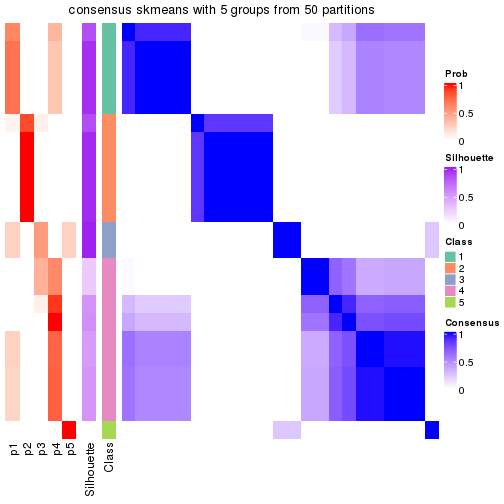 consensus skmeans with 5 groups from 50 partitions
Prob
1
0.5
0
Silhouette
1
0.5
0
Class
1
2
3
4
5
Consensus
1
0.5
0
p1
p2
p3
p4
p5
Silhouette
Class